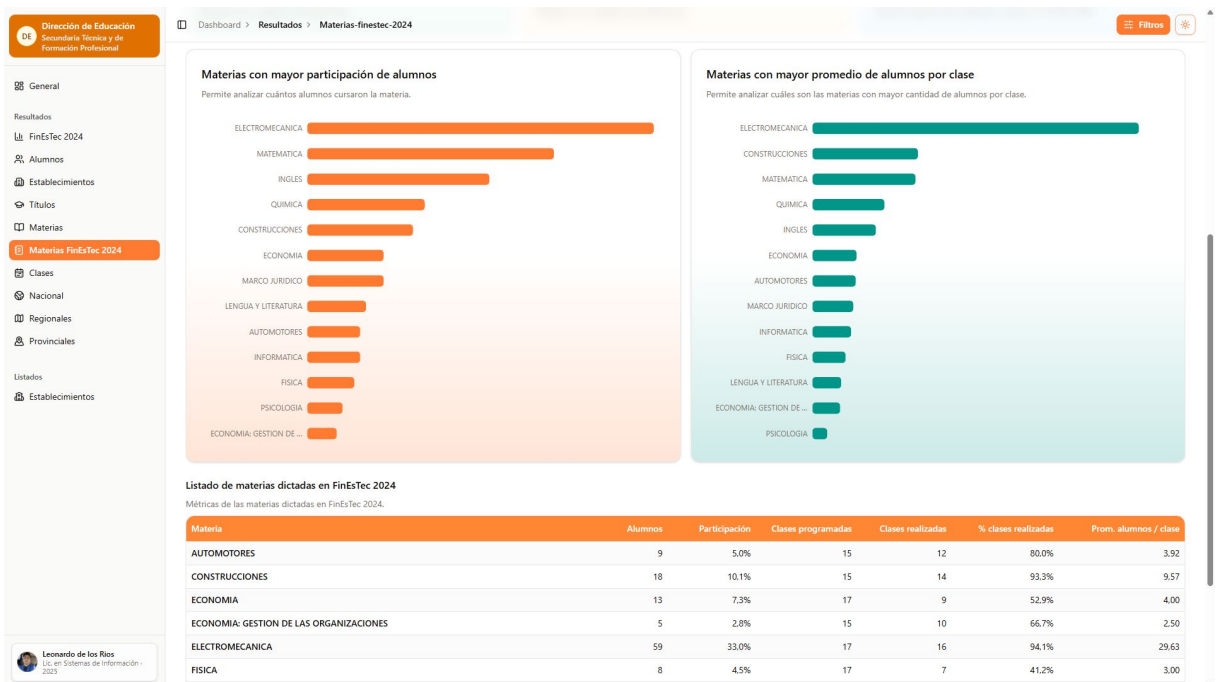 DE
Dirección de Educación
Secundaria Técnica y de
Formación Profesional
General
Resultados
FinEsTec 2024
Alumnos
Establecimientos
Títulos
Materias
Materias FinEsTec 2024
Clases
Nacional
Regionales
Provinciales
Listados
Establecimientos
Leonardo de los Rios
Lic. en Sistemas de Información -
2025
Dashboard > Resultados > Materias-finestec-2024
Filtros
Materias con mayor participación de alumnos
Permite analizar cuántos alumnos cursaron la materia.
ELECTROMECANICA
MATEMATICA
INGLES
QUIMICA
CONSTRUCCIONES
ECONOMIA
MARCO JURIDICO
LENGUA Y LITERATURA
AUTOMOTORES
INFORMATICA
FISICA
PSICOLOGIA
ECONOMIA: GESTION DE ...
Materias con mayor promedio de alumnos por clase
Permite analizar cuáles son las materias con mayor cantidad de alumnos por clase.
ELECTROMECANICA
CONSTRUCCIONES
MATEMATICA
QUIMICA
INGLES
ECONOMIA
AUTOMOTORES
MARCO JURIDICO
INFORMATICA
FISICA
LENGUA Y LITERATURA
ECONOMIA: GESTION DE ...
PSICOLOGIA
Listado de materias dictadas en FinEsTec 2024
Métricas de las materias dictadas en FinEsTec 2024.
Materia Alumnos Participación Clases programadas Clases realizadas % clases realizadas Prom. alumnos / clase
AUTOMOTORES 9 5,0% 15 12 80,0% 3,92
CONSTRUCCIONES 18 10,1% 15 14 93,3% 9,57
ECONOMIA 13 7,3% 17 9 52,9% 4,00
ECONOMIA: GESTION DE LAS ORGANIZACIONES 5 2,8% 15 10 66,7% 2,50
ELECTROMECANICA 59 33,0% 17 16 94,1% 29,63
FISICA 8 4,5% 17 7 41,2% 3,00